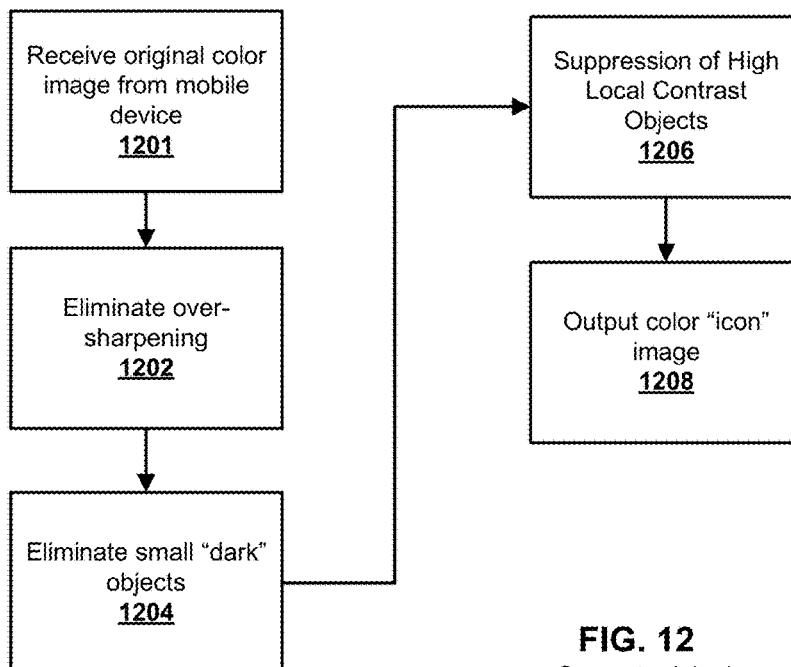 Receive original color
image from mobile
device
1201
Eliminate over-
sharpening
1202
Eliminate small "dark"
objects
1204
Suppression of High
Local Contrast
Objects
1206
Output color "icon"
image
1208
FIG. 12